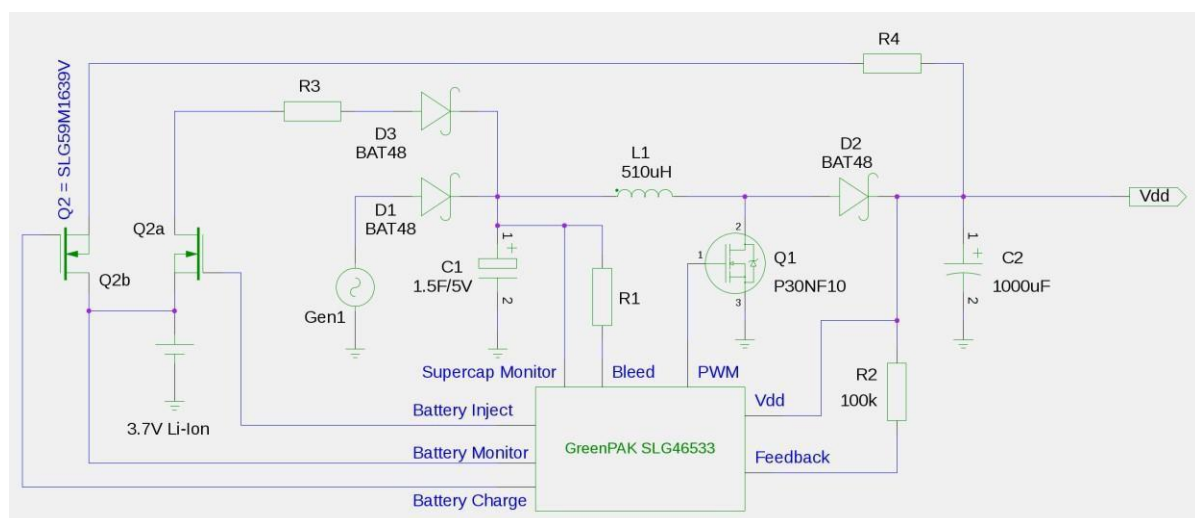 R4
Q2 = SLG59M1639V
R3
D3
BAT48
L1
510uH
D2
BAT48
Vdd
Q2a
D1
BAT48
2
Q2b
1
C1
1.5F/5V
2
1
Q1
P30NF10
3
1
C2
1000uF
2
Gen1
R1
Supercap Monitor
Bleed
PWM
R2
100k
Vdd
3.7V Li-Ion
Battery Inject
GreenPAK SLG46533
Battery Monitor
Feedback
Battery Charge